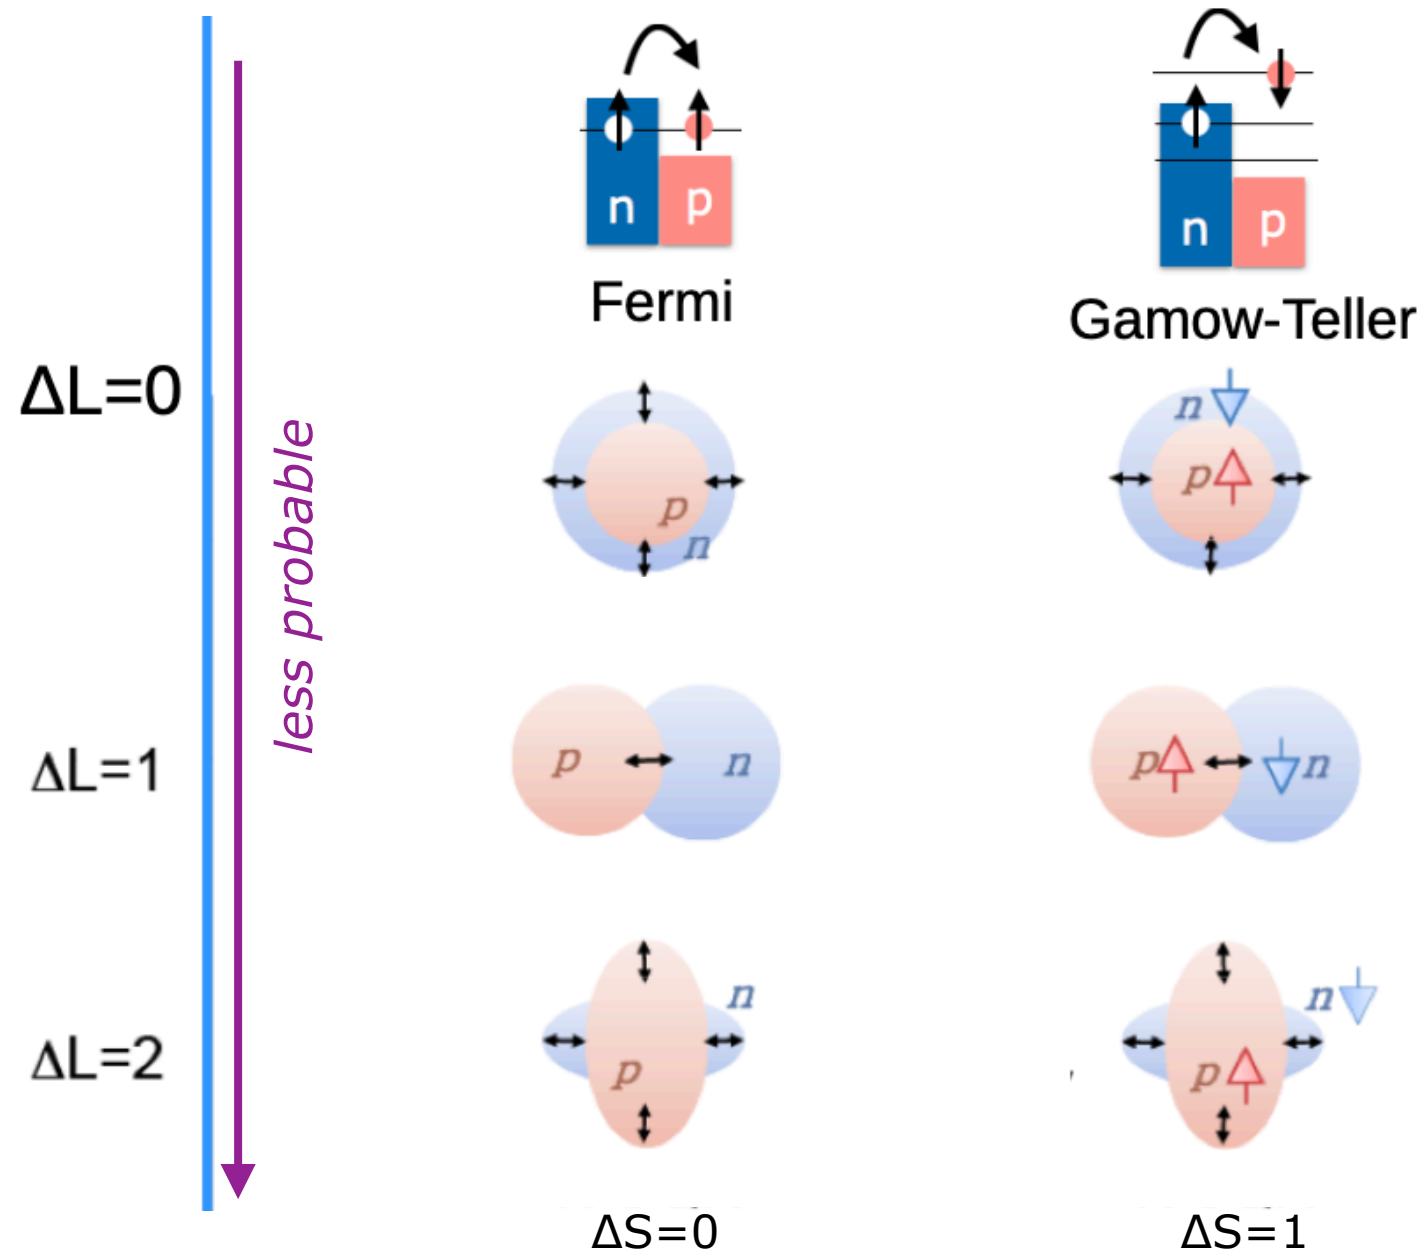 n p
n p
Fermi
Gamow-Teller
ΔL=0
n
p
p
n
less probable
ΔL=1
p n
p n
ΔL=2
n
p
n
p
ΔS=0
ΔS=1